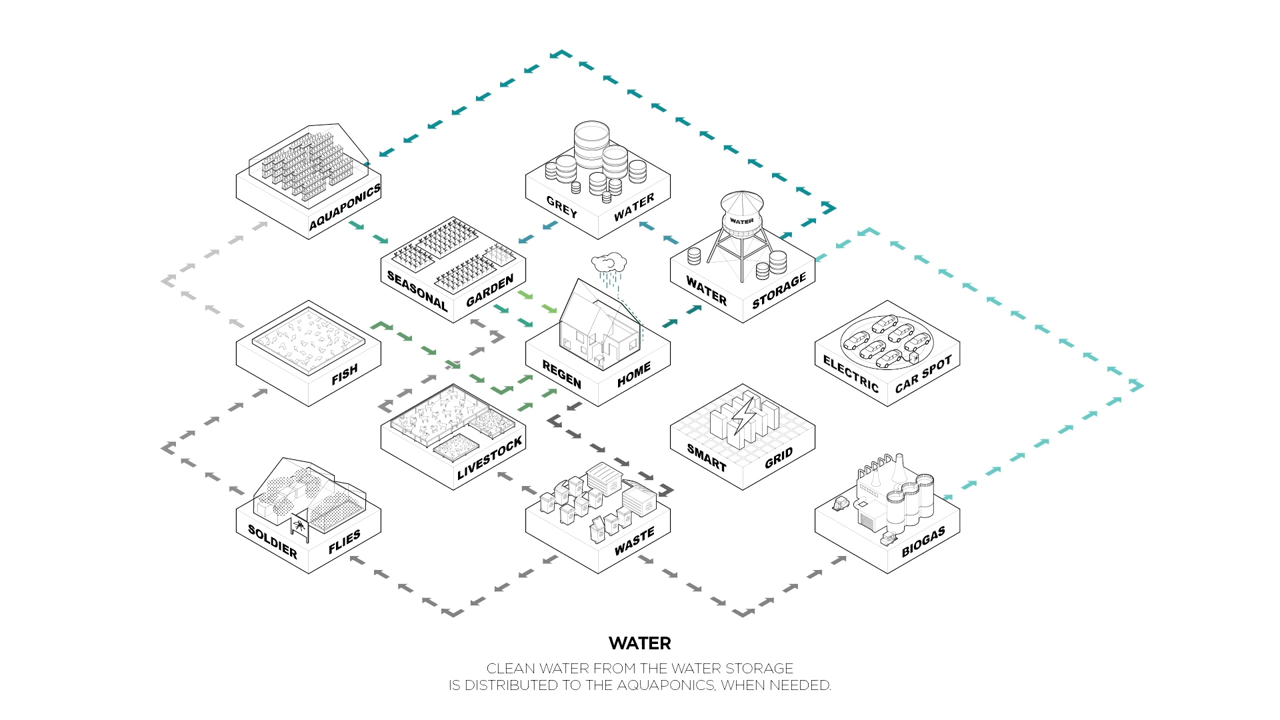 AQUAPONICS
GREY WATER
WATER
WATER STORAGE
SEASONAL GARDEN
FISH
REGEN HOME
ELECTRIC CAR SPOT
LIVESTOCK
SMART GRID
SOLDIER FLIES
WASTE
BIOGAS
WATER
CLEAN WATER FROM THE WATER STORAGE
IS DISTRIBUTED TO THE AQUAPONICS, WHEN NEEDED.